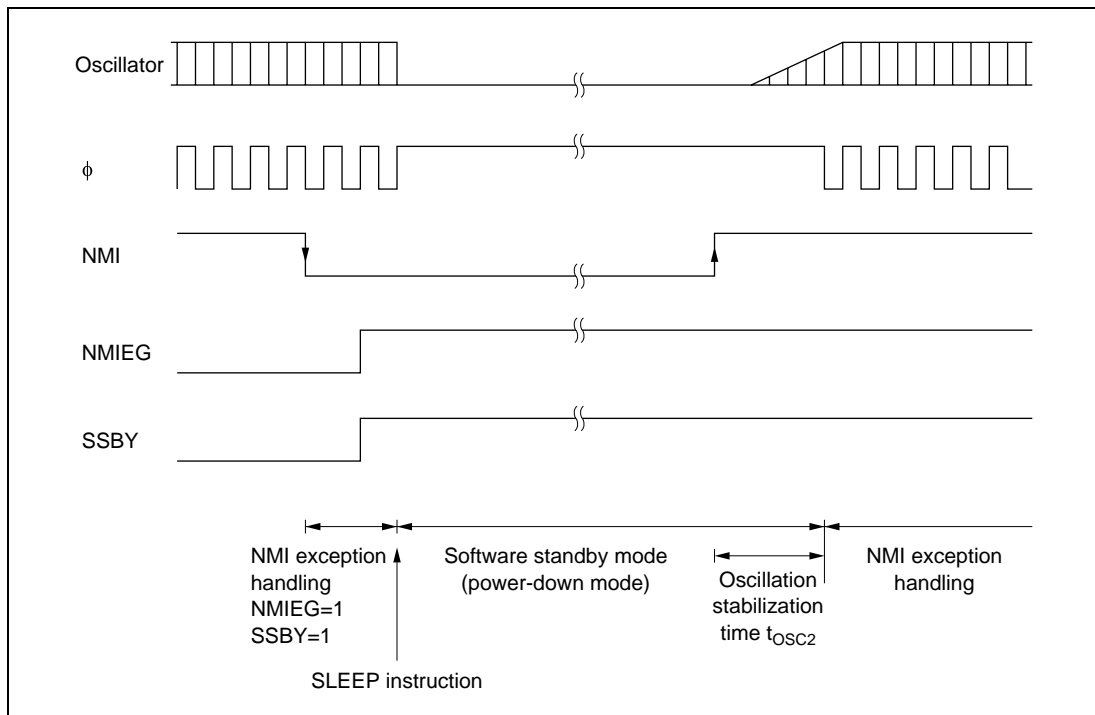 Oscillator
ϕ
NMI
NMIEG
SSBY
NMI exception
handling
NMIEG=1
SSBY=1
Software standby mode
(power-down mode)
Oscillation
stabilization
time tOSC2
NMI exception
handling
SLEEP instruction